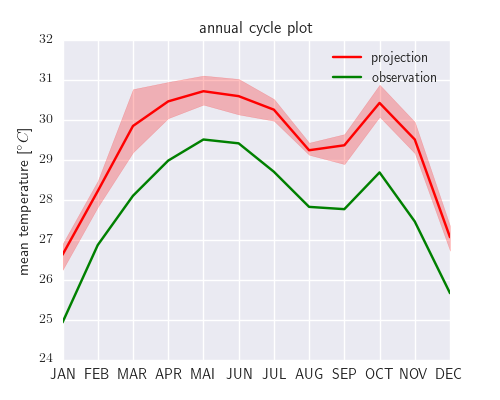 annual cycle plot
projection
observation
mean temperature [°C]
32
31
30
29
28
27
26
25
24
JAN FEB MAR APR MAI JUN JUL AUG SEP OCT NOV DEC